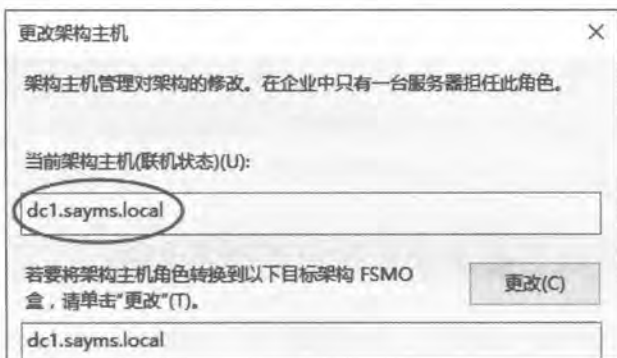 更改架构主机
架构主机管理对架构的修改。在企业中只有一台服务器担任此角色。
当前架构主机(联机状态)(U):
dc1.sayms.local
若要将架构主机角色转换到以下目标架构 FSMO
盒，请单击“更改”(T)。
更改(C)
dc1.sayms.local